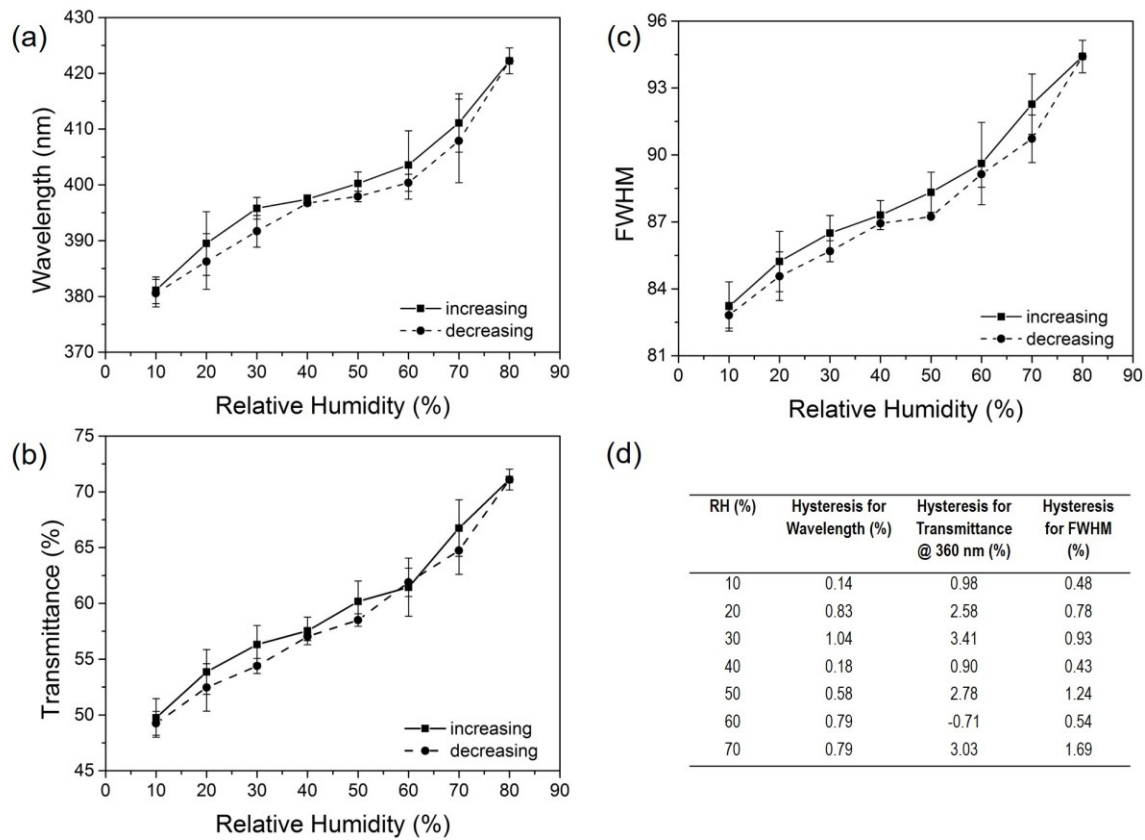 (a)
430
420
410
400
390
380
370
Wavelength (nm)
increasing
decreasing
0 10 20 30 40 50 60 70 80 90
Relative Humidity (%)
(c)
96
93
90
87
84
81
FWHM
increasing
decreasing
0 10 20 30 40 50 60 70 80 90
Relative Humidity (%)
(b)
75
70
65
60
55
50
45
Transmittance (%)
increasing
decreasing
0 10 20 30 40 50 60 70 80 90
Relative Humidity (%)
(d)
RH (%) Hysteresis for Hysteresis for Hysteresis
Wavelength (%) Transmittance for FWHM
@ 360 nm (%) (%)
10 0.14 0.98 0.48
20 0.83 2.58 0.78
30 1.04 3.41 0.93
40 0.18 0.90 0.43
50 0.58 2.78 1.24
60 0.79 -0.71 0.54
70 0.79 3.03 1.69